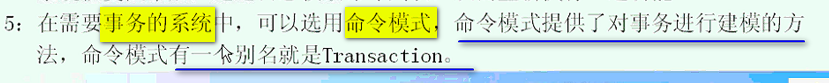 5：在需要事务的系统中，可以选用命令模式，命令模式提供了对事务进行建模的方
法，命令模式有一个别名就是Transaction。